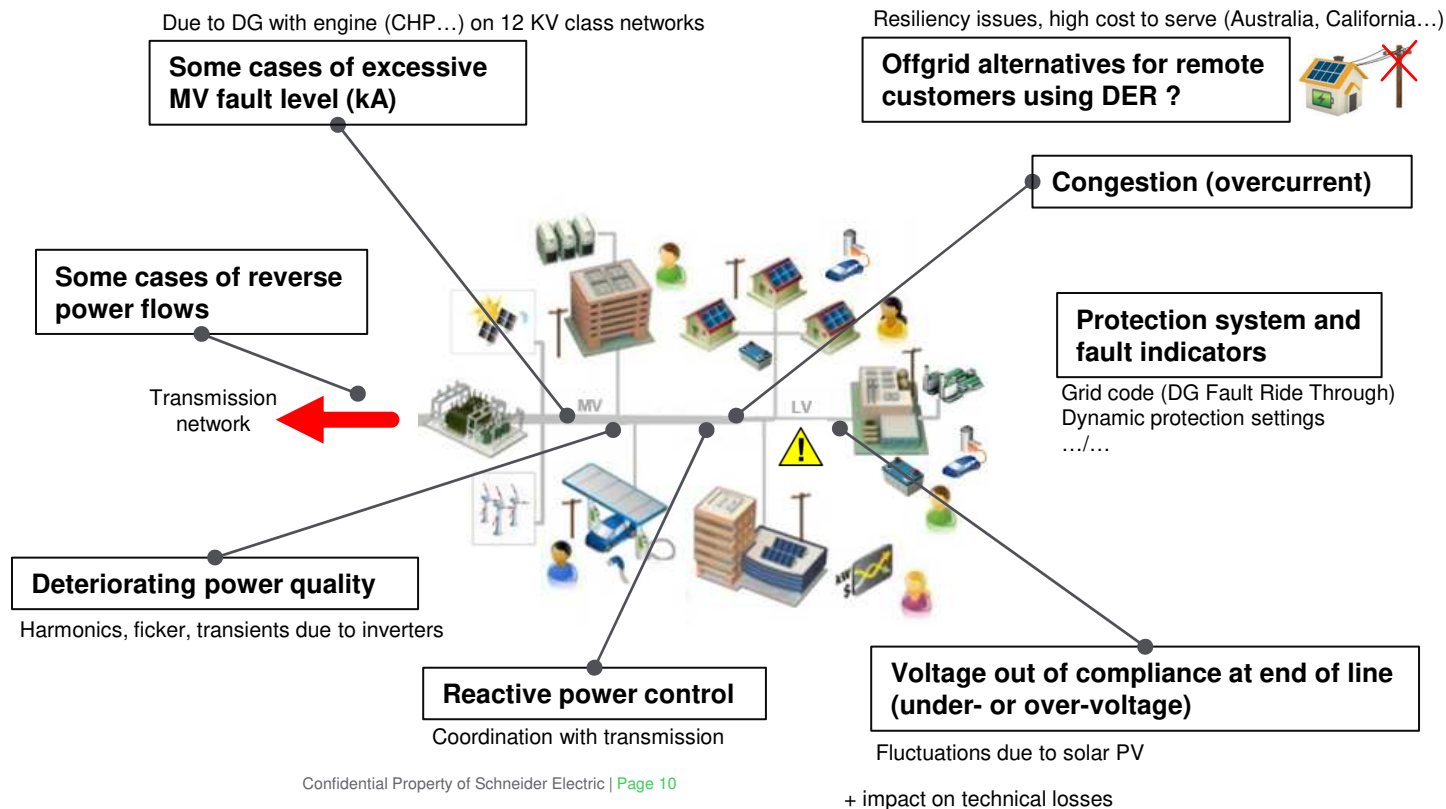 Due to DG with engine (CHP…) on 12 KV class networks
Some cases of excessive
MV fault level (kA)
Resiliency issues, high cost to serve (Australia, California…)
Offgrid alternatives for remote
customers using DER ?
Congestion (overcurrent)
Some cases of reverse
power flows
Transmission
network
MV
LV
!
Protection system and
fault indicators
Grid code (DG Fault Ride Through)
Dynamic protection settings
…/…
kW
$
Deteriorating power quality
Harmonics, ficker, transients due to inverters
Reactive power control
Coordination with transmission
Voltage out of compliance at end of line
(under- or over-voltage)
Fluctuations due to solar PV
+ impact on technical losses
Confidential Property of Schneider Electric | Page 10